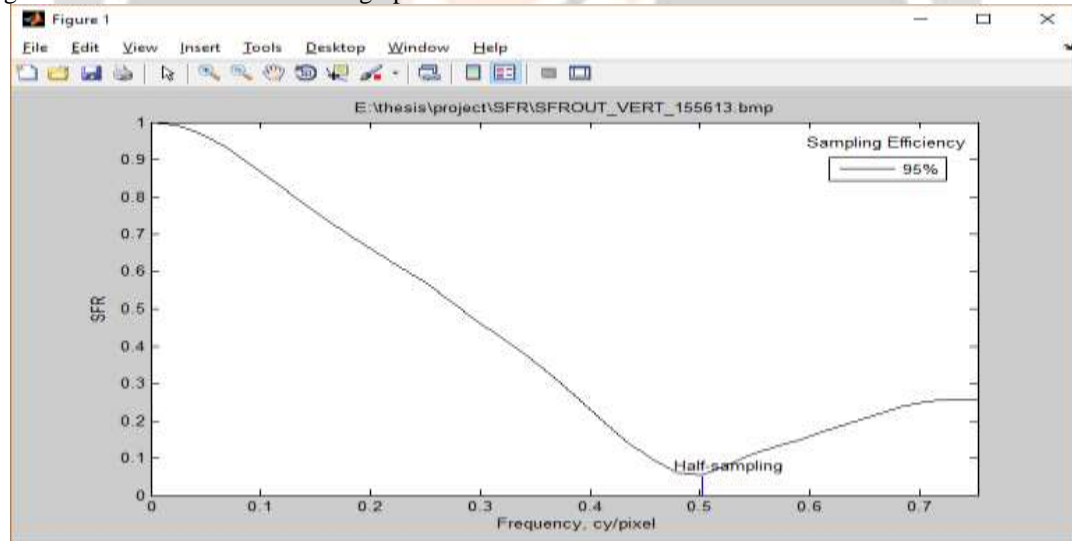 Figure 1
File Edit View Insert Tools Desktop Window Help
E:\thesis\project\SFR\SFROUT_VERT_155613.bmp
Sampling Efficiency
95%
1
0.9
0.8
0.7
0.6
0.5
0.4
0.3
0.2
0.1
0
SFR
Half-sampling
0 0.1 0.2 0.3 0.4 0.5 0.6 0.7
Frequency, cy/pixel